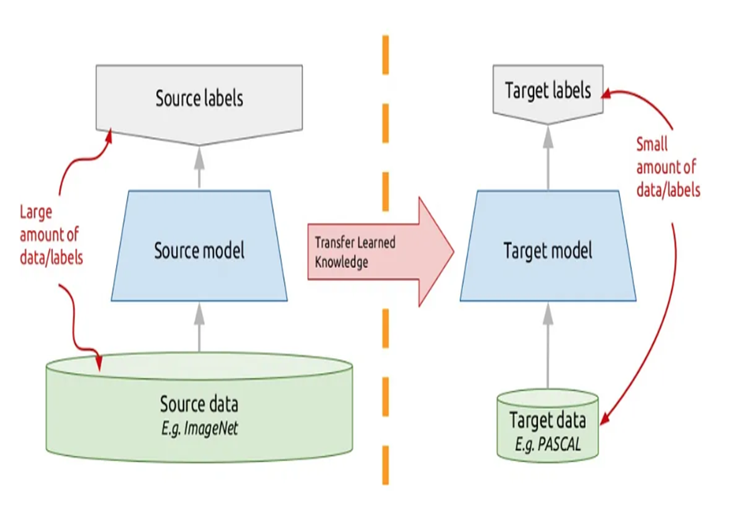 Source labels
Target labels
Large
amount of
data/labels
Small
amount of
data/labels
Source model
Transfer Learned
Knowledge
Target model
Source data
E.g. ImageNet
Target data
E.g. PASCAL